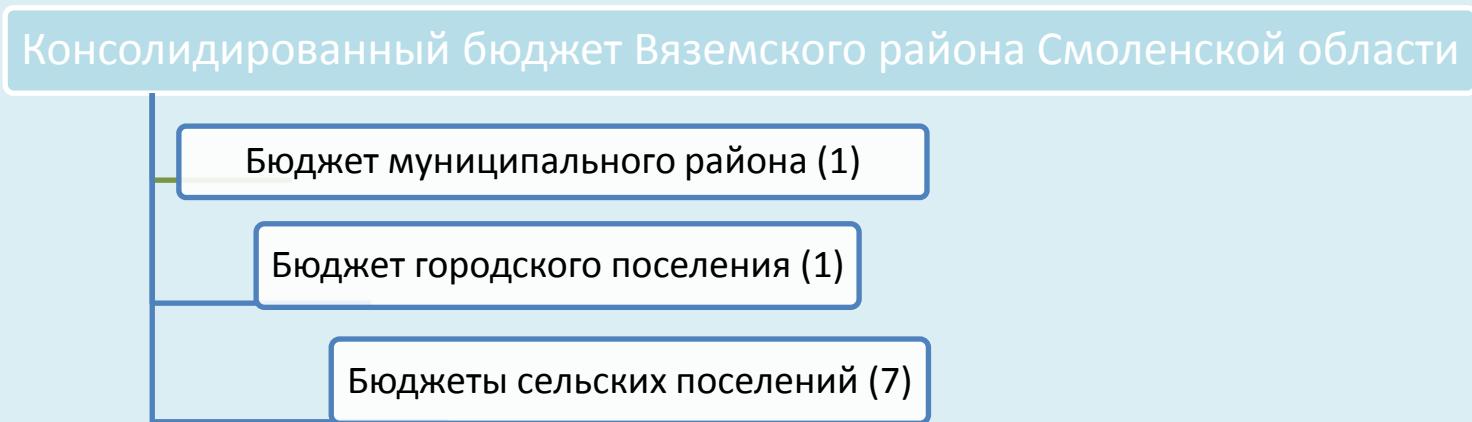 Консолидированный бюджет Вяземского района Смоленской области
Бюджет муниципального района (1)
Бюджет городского поселения (1)
Бюджеты сельских поселений (7)